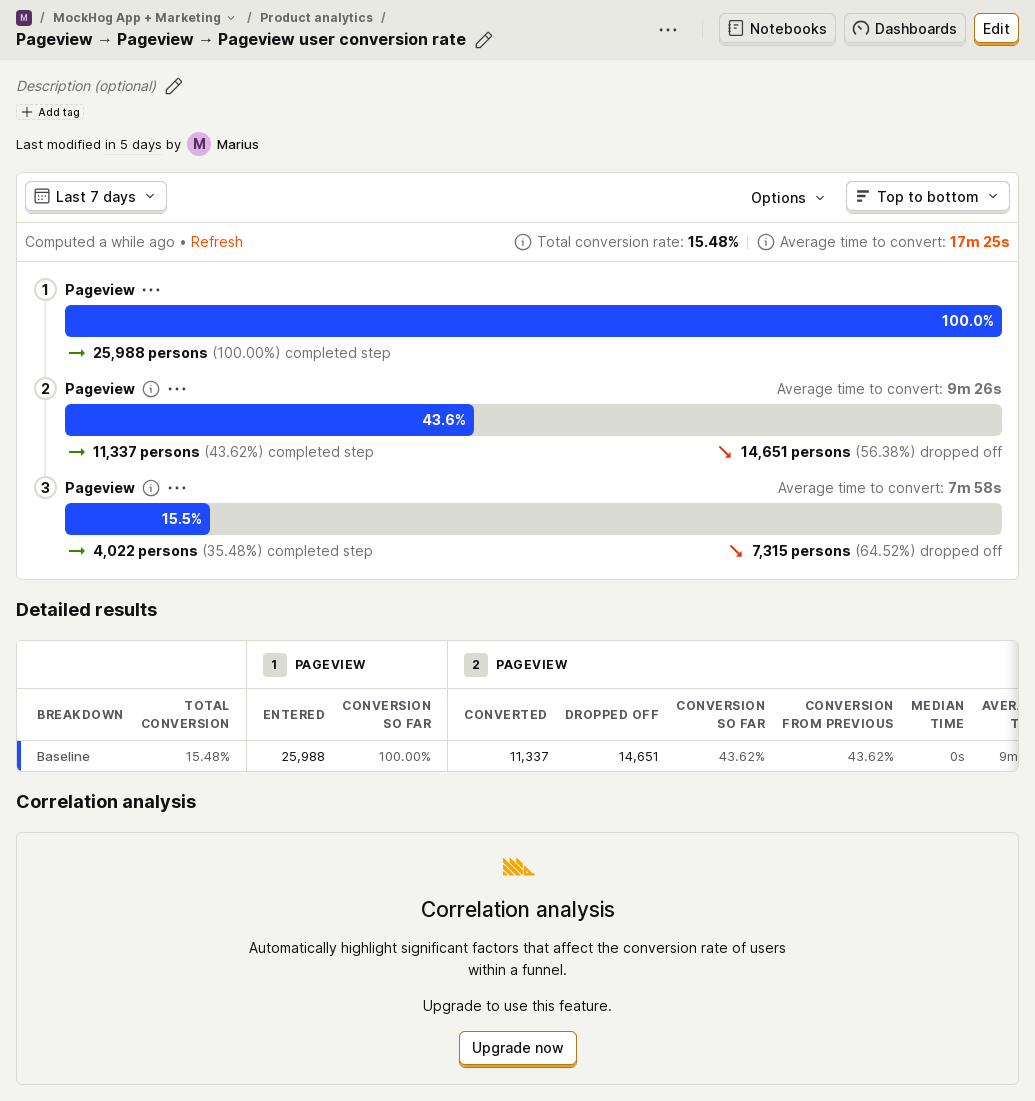 M / MockHog App + Marketing / Product analytics /
Pageview → Pageview → Pageview user conversion rate
Notebooks
Dashboards
Edit
Description (optional)
Add tag
Last modified in 5 days by M Marius
Last 7 days
Options
Top to bottom
Computed a while ago • Refresh
Total conversion rate: 15.48%
Average time to convert: 17m 25s
1 Pageview
100.0%
25,988 persons (100.00%) completed step
2 Pageview
Average time to convert: 9m 26s
43.6%
11,337 persons (43.62%) completed step
14,651 persons (56.38%) dropped off
3 Pageview
Average time to convert: 7m 58s
15.5%
4,022 persons (35.48%) completed step
7,315 persons (64.52%) dropped off
Detailed results
1 PAGEVIEW
2 PAGEVIEW
BREAKDOWN
TOTAL
CONVERSION
ENTERED
CONVERSION
SO FAR
CONVERTED
DROPPED OFF
CONVERSION
SO FAR
CONVERSION
FROM PREVIOUS
MEDIAN
TIME
Baseline 15.48% 25,988 100.00% 11,337 14,651 43.62% 43.62% 0s 9m
Correlation analysis
Correlation analysis
Automatically highlight significant factors that affect the conversion rate of users
within a funnel.
Upgrade to use this feature.
Upgrade now